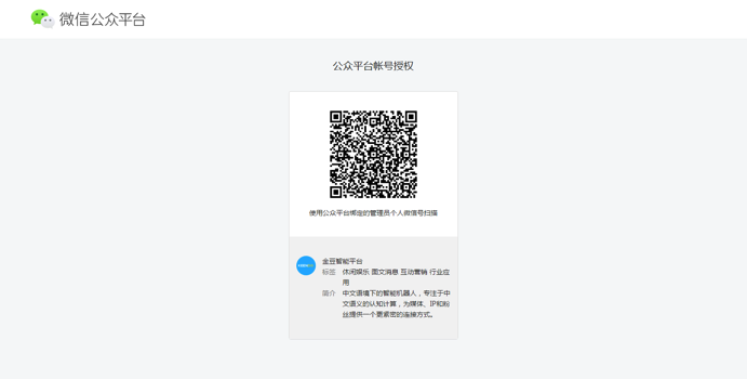 微信公众平台
公众平台帐号授权
使用公众平台绑定的管理员个人微信号扫描
金豆智能平台
标签 休闲娱乐 图文消息 互动营销 行业应
用
简介 中文语境下的智能机器人，专注于中
文语义的认知计算，为媒体、IP和粉
丝提供一个更紧密的连接方式。